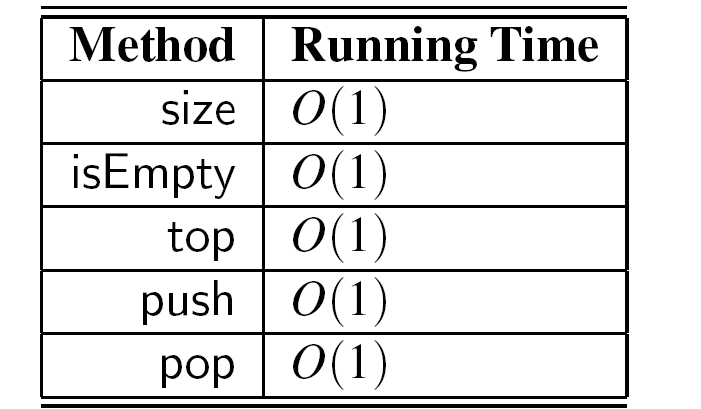 Method Running Time
size O(1)
isEmpty O(1)
top O(1)
push O(1)
pop O(1)